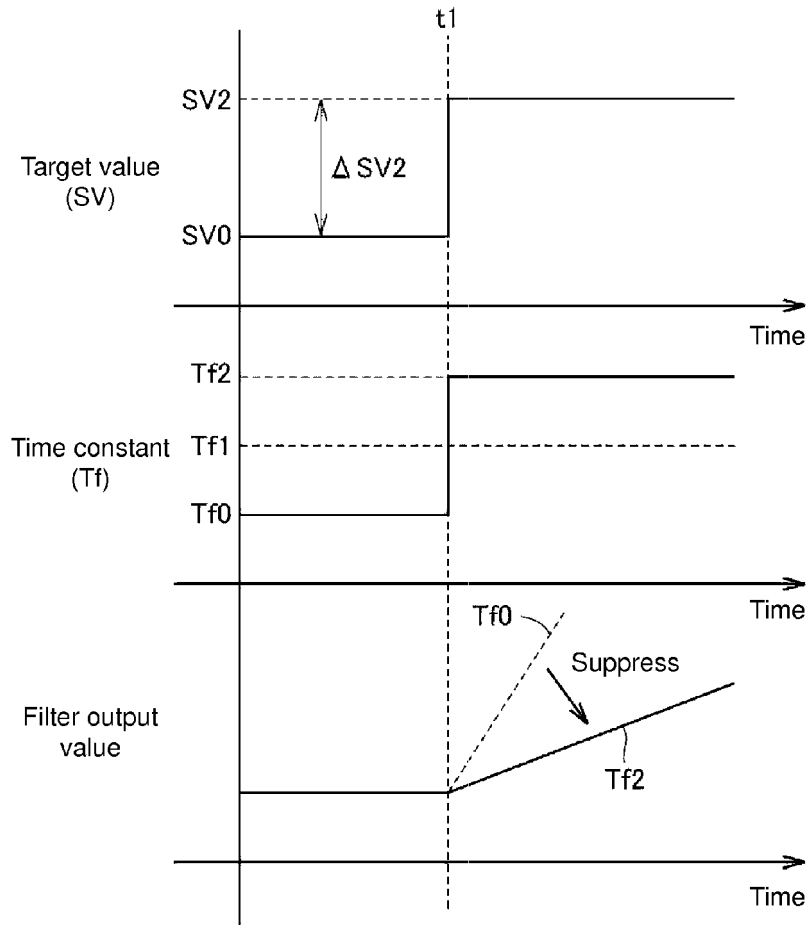 t1
SV2
Δ SV2
Target value
(SV)
SV0
Time
Tf2
Time constant
(Tf)
Tf1
Tf0
Time
Tf0
Suppress
Filter output
value
Tf2
Time